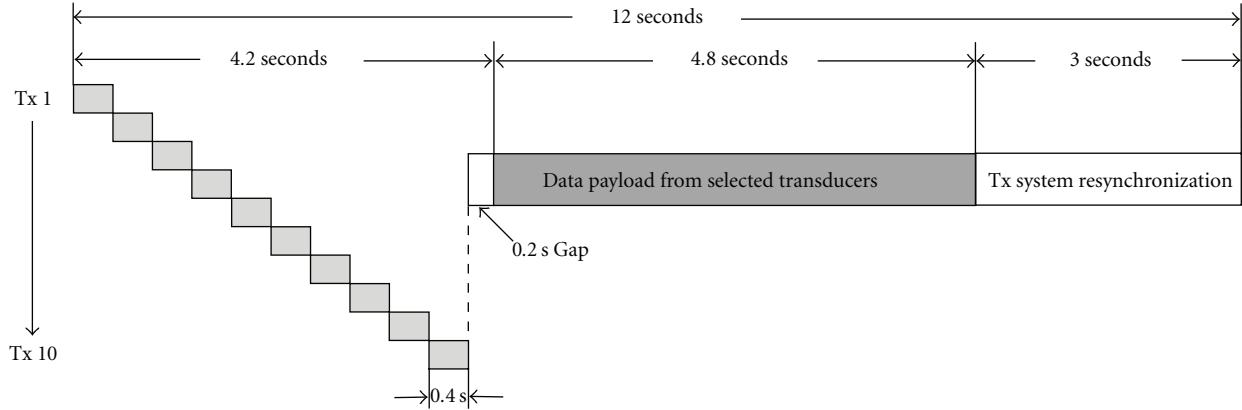 12 seconds
4.2 seconds
4.8 seconds
3 seconds
Tx 1
Data payload from selected transducers
Tx system resynchronization
0.2 s Gap
Tx 10
0.4 s